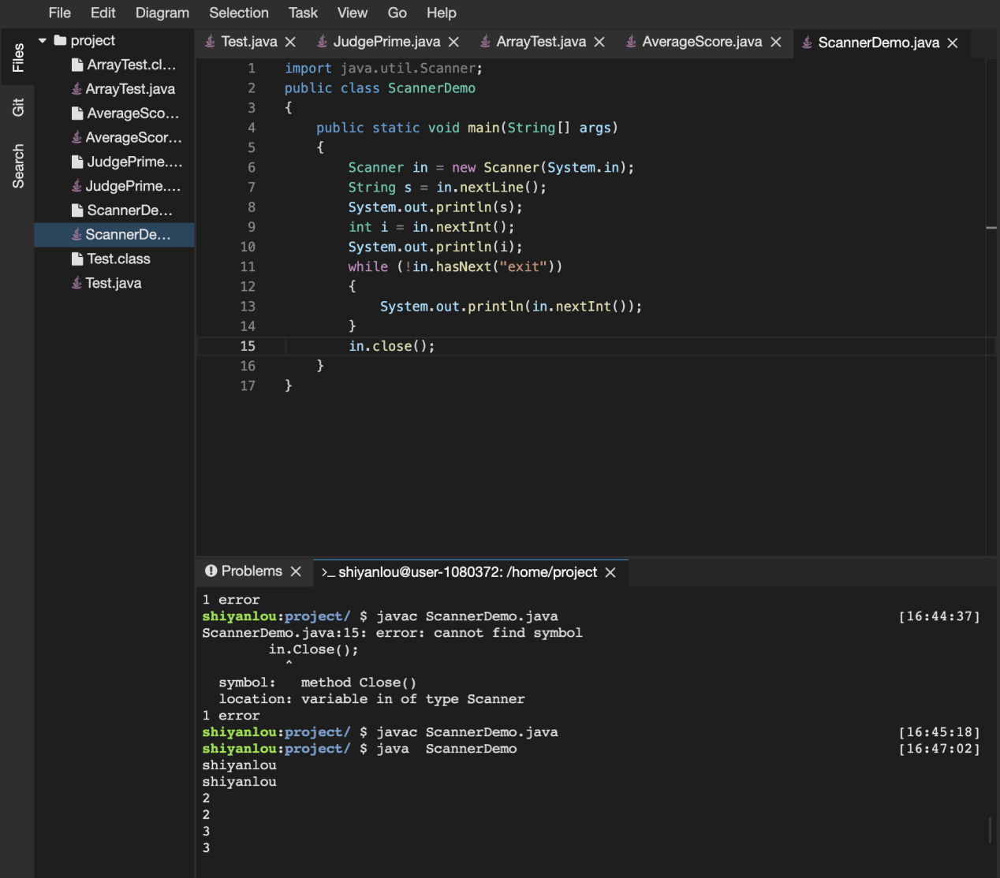 File Edit Diagram Selection Task View Go Help
Files
Git
Search
project
ArrayTest.cl...
ArrayTest.java
AverageSco...
AverageScor...
JudgePrime....
JudgePrime....
ScannerDe...
ScannerDe...
Test.class
Test.java
Test.java JudgePrime.java ArrayTest.java AverageScore.java ScannerDemo.java
1 import java.util.Scanner;
2 public class ScannerDemo
3 {
4 public static void main(String[] args)
5 {
6 Scanner in = new Scanner(System.in);
7 String s = in.nextLine();
8 System.out.println(s);
9 int i = in.nextInt();
10 System.out.println(i);
11 while (!in.hasNext("exit"))
12 {
13 System.out.println(in.nextInt());
14 }
15 in.close();
16 }
17 }
Problems >_ shiyanlou@user-1080372: /home/project
1 error
shiyanlou:project/ $ javac ScannerDemo.java [16:44:37]
ScannerDemo.java:15: error: cannot find symbol
in.Close();
^
symbol: method Close()
location: variable in of type Scanner
1 error
shiyanlou:project/ $ javac ScannerDemo.java [16:45:18]
shiyanlou:project/ $ java ScannerDemo [16:47:02]
shiyanlou
shiyanlou
2
2
3
3